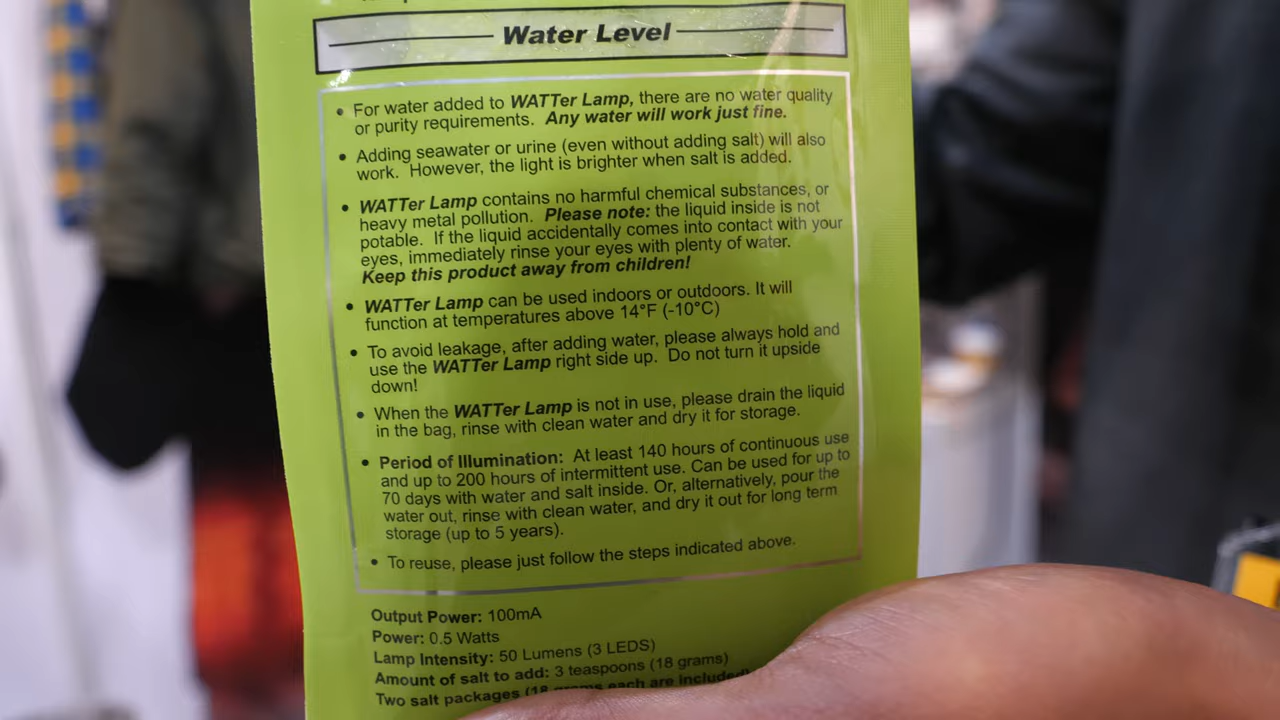 Water Level
• For water added to WATTer Lamp, there are no water quality
or purity requirements. Any water will work just fine.
• Adding seawater or urine (even without adding salt) will also
work. However, the light is brighter when salt is added.
• WATTer Lamp contains no harmful chemical substances, or
heavy metal pollution. Please note: the liquid inside is not
potable. If the liquid accidentally comes into contact with your
eyes, immediately rinse your eyes with plenty of water.
Keep this product away from children!
• WATTer Lamp can be used indoors or outdoors. It will
function at temperatures above 14°F (-10°C)
• To avoid leakage, after adding water, please always hold and
use the WATTer Lamp right side up. Do not turn it upside
down!
• When the WATTer Lamp is not in use, please drain the liquid
in the bag, rinse with clean water and dry it for storage.
• Period of Illumination: At least 140 hours of continuous use
and up to 200 hours of intermittent use. Can be used for up to
70 days with water and salt inside. Or, alternatively, pour the
water out, rinse with clean water, and dry it out for long term
storage (up to 5 years).
• To reuse, please just follow the steps indicated above.
Output Power: 100mA
Power: 0.5 Watts
Lamp Intensity: 50 Lumens (3 LEDS)
Amount of salt to add: 3 teaspoons (18 grams)
Two salt packages (18 grams each are included)